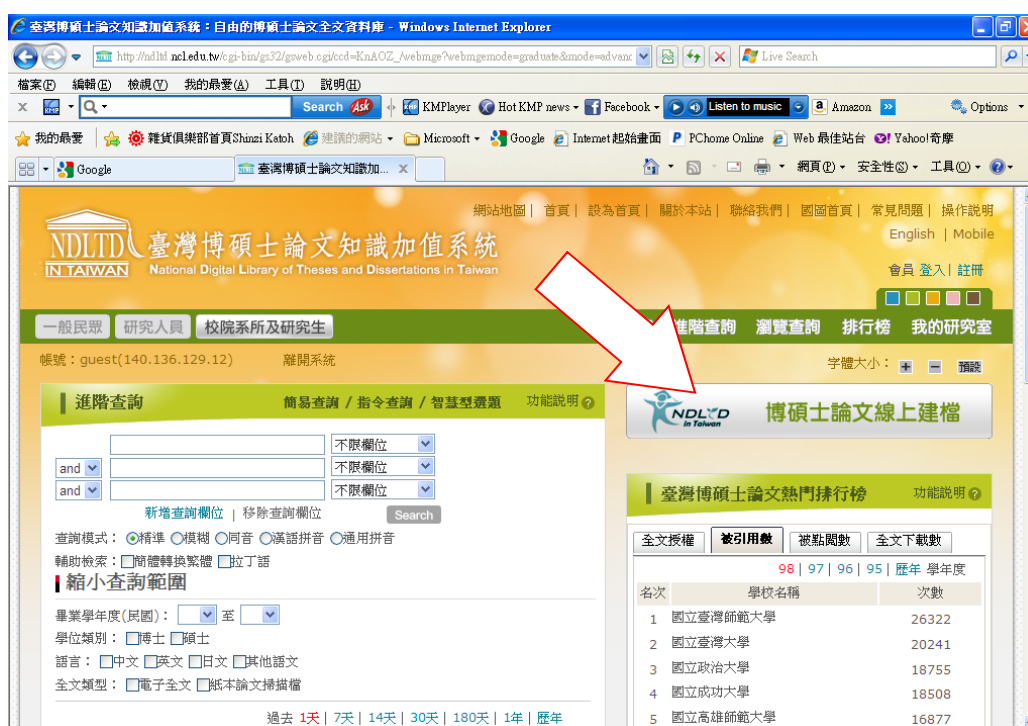 臺灣博碩士論文知識加值系統：自由的博碩士論文全文資料庫 - Windows Internet Explorer
http://ndltd.ncl.edu.tw/cgi-bin/gs32/gsweb.cgi/ccd=KnAOZ_/webmge?webmgemode=graduate&mode=advanc
Live Search
檔案(F) 編輯(E) 檢視(V) 我的最愛(A) 工具(T) 說明(H)
Search KMPlayer Hot KMP news Facebook Listen to music Amazon Options
我的最愛 雜貨俱樂部首頁Shinzi Katoh 建議的網站 Microsoft Google Internet 起始畫面 PChome Online Web 最佳站台 Yahoo!奇摩
Google 臺灣博碩士論文知識加... 網頁(P) 安全性(S) 工具(O)
網站地圖 | 首頁 | 設為首頁 | 關於本站 | 聯絡我們 | 國圖首頁 | 常見問題 | 操作說明
English | Mobile
NDLTD 臺灣博碩士論文知識加值系統
IN TAIWAN National Digital Library of Theses and Dissertations in Taiwan
會員 登入 | 註冊
一般民眾 研究人員 校院系所及研究生 進階查詢 瀏覽查詢 排行榜 我的研究室
帳號：guest(140.136.129.12) 離開系統 字體大小： + - 預設
進階查詢 簡易查詢 / 指令查詢 / 智慧型選題 功能說明
不限欄位
and 不限欄位
and 不限欄位
新增查詢欄位 | 移除查詢欄位 Search
查詢模式： 精準 模糊 同音 漢語拼音 通用拼音
輔助檢索： 簡體轉換繁體 拉丁語
縮小查詢範圍
畢業學年度(民國)： 至
學位類別： 博士 碩士
語言： 中文 英文 日文 其他語文
全文類型： 電子全文 紙本論文掃描檔
過去 1天 | 7天 | 14天 | 30天 | 180天 | 1年 | 歷年
NDLTD in Taiwan 博碩士論文線上建檔
臺灣博碩士論文熱門排行榜 功能說明
全文授權 被引用數 被點閱數 全文下載數
98 | 97 | 96 | 95 | 歷年 學年度
名次 學校名稱 次數
1 國立臺灣師範大學 26322
2 國立臺灣大學 20241
3 國立政治大學 18755
4 國立成功大學 18508
5 國立高雄師範大學 16877